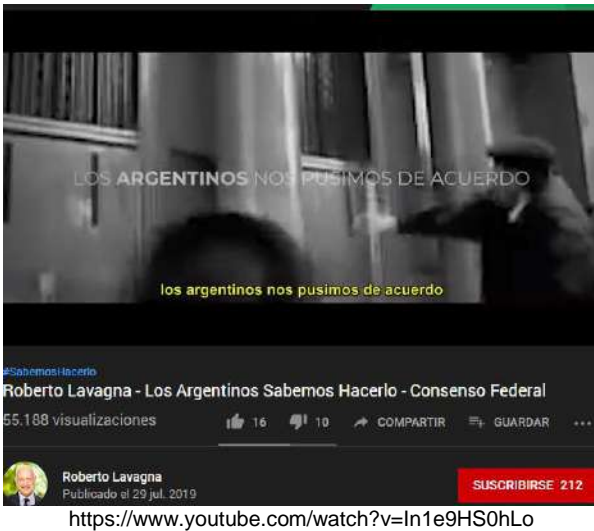 LOS ARGENTINOS NOS PUSIMOS DE ACUERDO
los argentinos nos pusimos de acuerdo
#SabemosHacerlo
Roberto Lavagna - Los Argentinos Sabemos Hacerlo - Consenso Federal
55.188 visualizaciones 16 10 COMPARTIR GUARDAR
Roberto Lavagna
Publicado el 29 jul. 2019
SUSCRIBIRSE 212
https://www.youtube.com/watch?v=In1e9HS0hLo